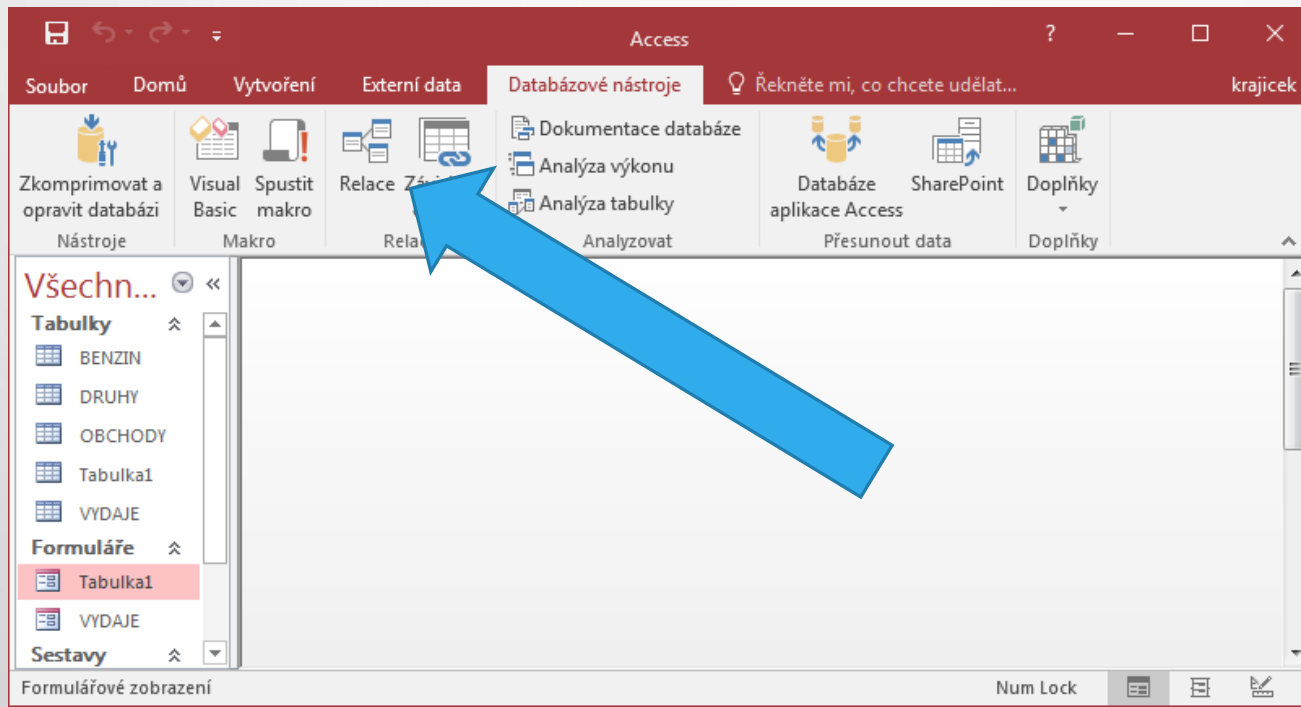 Access
?
Soubor Domů Vytvoření Externí data Databázové nástroje Řekněte mi, co chcete udělat... krajicek
Zkomprimovat a
opravit databázi
Visual
Basic
Spustit
makro
Relace
Dokumentace databáze
Analýza výkonu
Analýza tabulky
Databáze
aplikace Access
SharePoint
Doplňky
Nástroje Makro Analyzovat Přesunout data Doplňky
Všechn...
Tabulky
BENZIN
DRUHY
OBCHODY
Tabulka1
VYDAJE
Formuláře
Tabulka1
VYDAJE
Sestavy
Formulářové zobrazení Num Lock